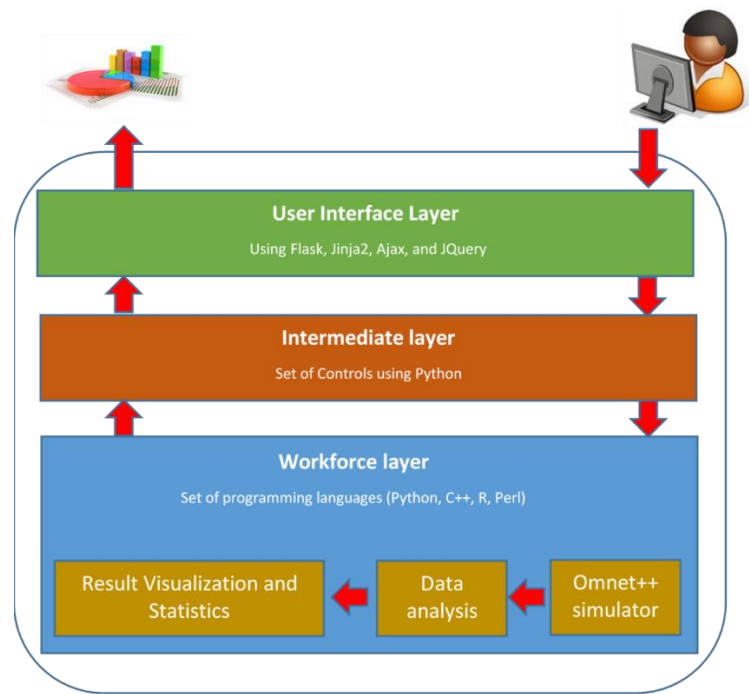 User Interface Layer
Using Flask, Jinja2, Ajax, and JQuery
Intermediate layer
Set of Controls using Python
Workforce layer
Set of programming languages (Python, C++, R, Perl)
Result Visualization and
Statistics
Data
analysis
Omnet++
simulator